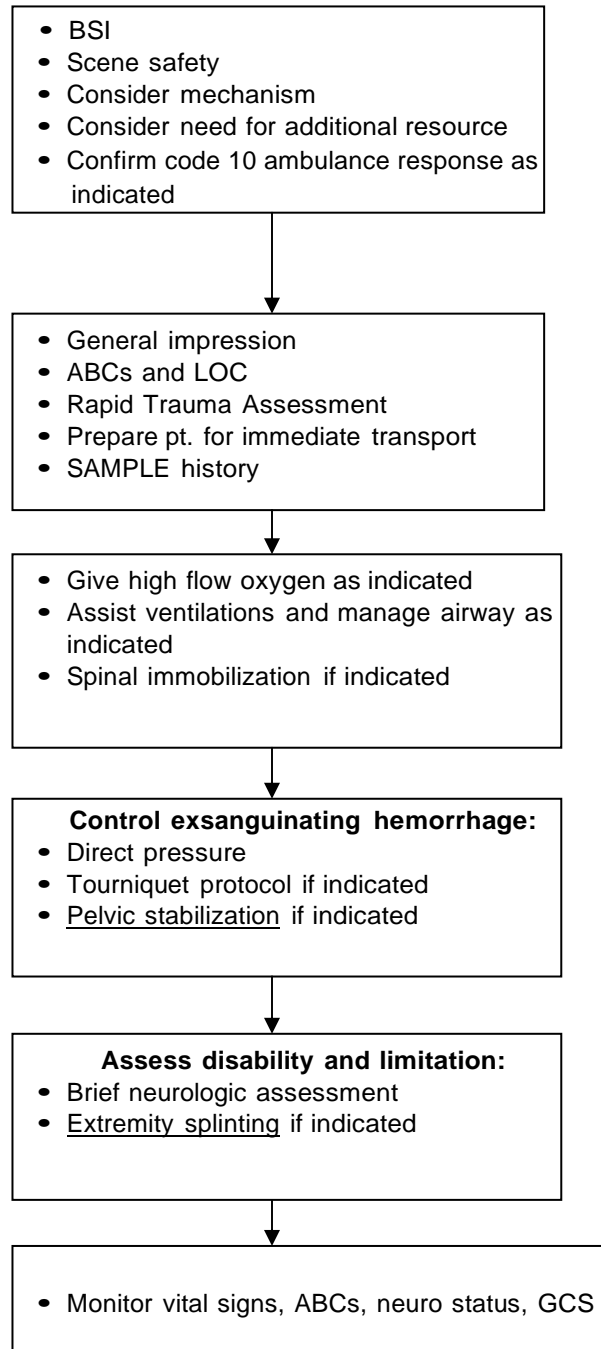 • BSI
• Scene safety
• Consider mechanism
• Consider need for additional resource
• Confirm code 10 ambulance response as
indicated
• General impression
• ABCs and LOC
• Rapid Trauma Assessment
• Prepare pt. for immediate transport
• SAMPLE history
• Give high flow oxygen as indicated
• Assist ventilations and manage airway as
indicated
• Spinal immobilization if indicated
Control exsanguinating hemorrhage:
• Direct pressure
• Tourniquet protocol if indicated
• Pelvic stabilization if indicated
Assess disability and limitation:
• Brief neurologic assessment
• Extremity splinting if indicated
• Monitor vital signs, ABCs, neuro status, GCS